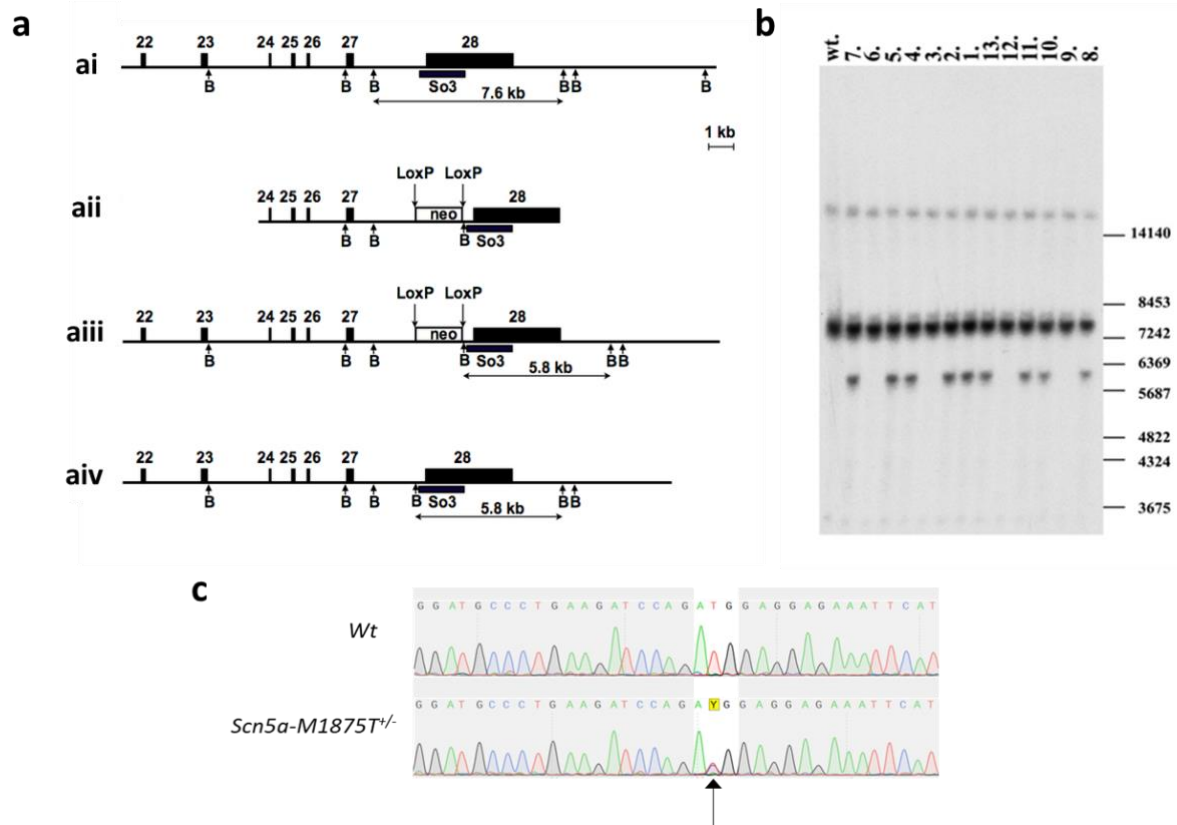 a
ai
22 23 24 25 26 27 28
B B B So3 B B B
7.6 kb
1 kb
aii
LoxP LoxP
24 25 26 27 neo 28
B B B So3
aiii
LoxP LoxP
22 23 24 25 26 27 neo 28
B B B B So3 B B
5.8 kb
aiv
22 23 24 25 26 27 28
B B B B So3 B B
5.8 kb
b
wt. 7. 6. 5. 4. 3. 2. 1. 13. 12. 11. 10. 9. 8.
14140
8453
7242
6369
5687
4822
4324
3675
c
Wt
G G A T G C C C T G A A G A T C C A G A T G G A G G A G A A A T T C A T
Scn5a-M1875T+/-
G G A T G C C C T G A A G A T C C A G A Y G G A G G A G A A A T T C A T